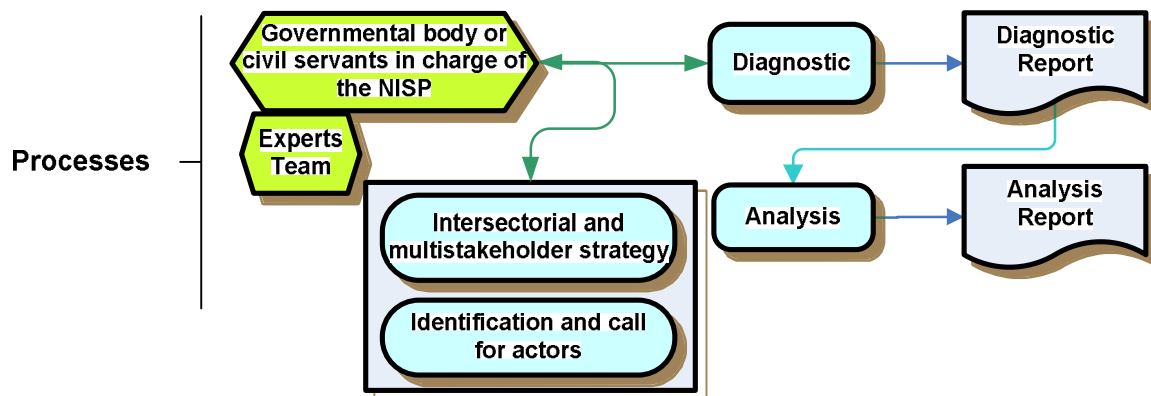 Processes
Governmental body or
civil servants in charge of
the NISP
Experts
Team
Diagnostic
Diagnostic
Report
Intersectorial and
multistakeholder strategy
Identification and call
for actors
Analysis
Analysis
Report